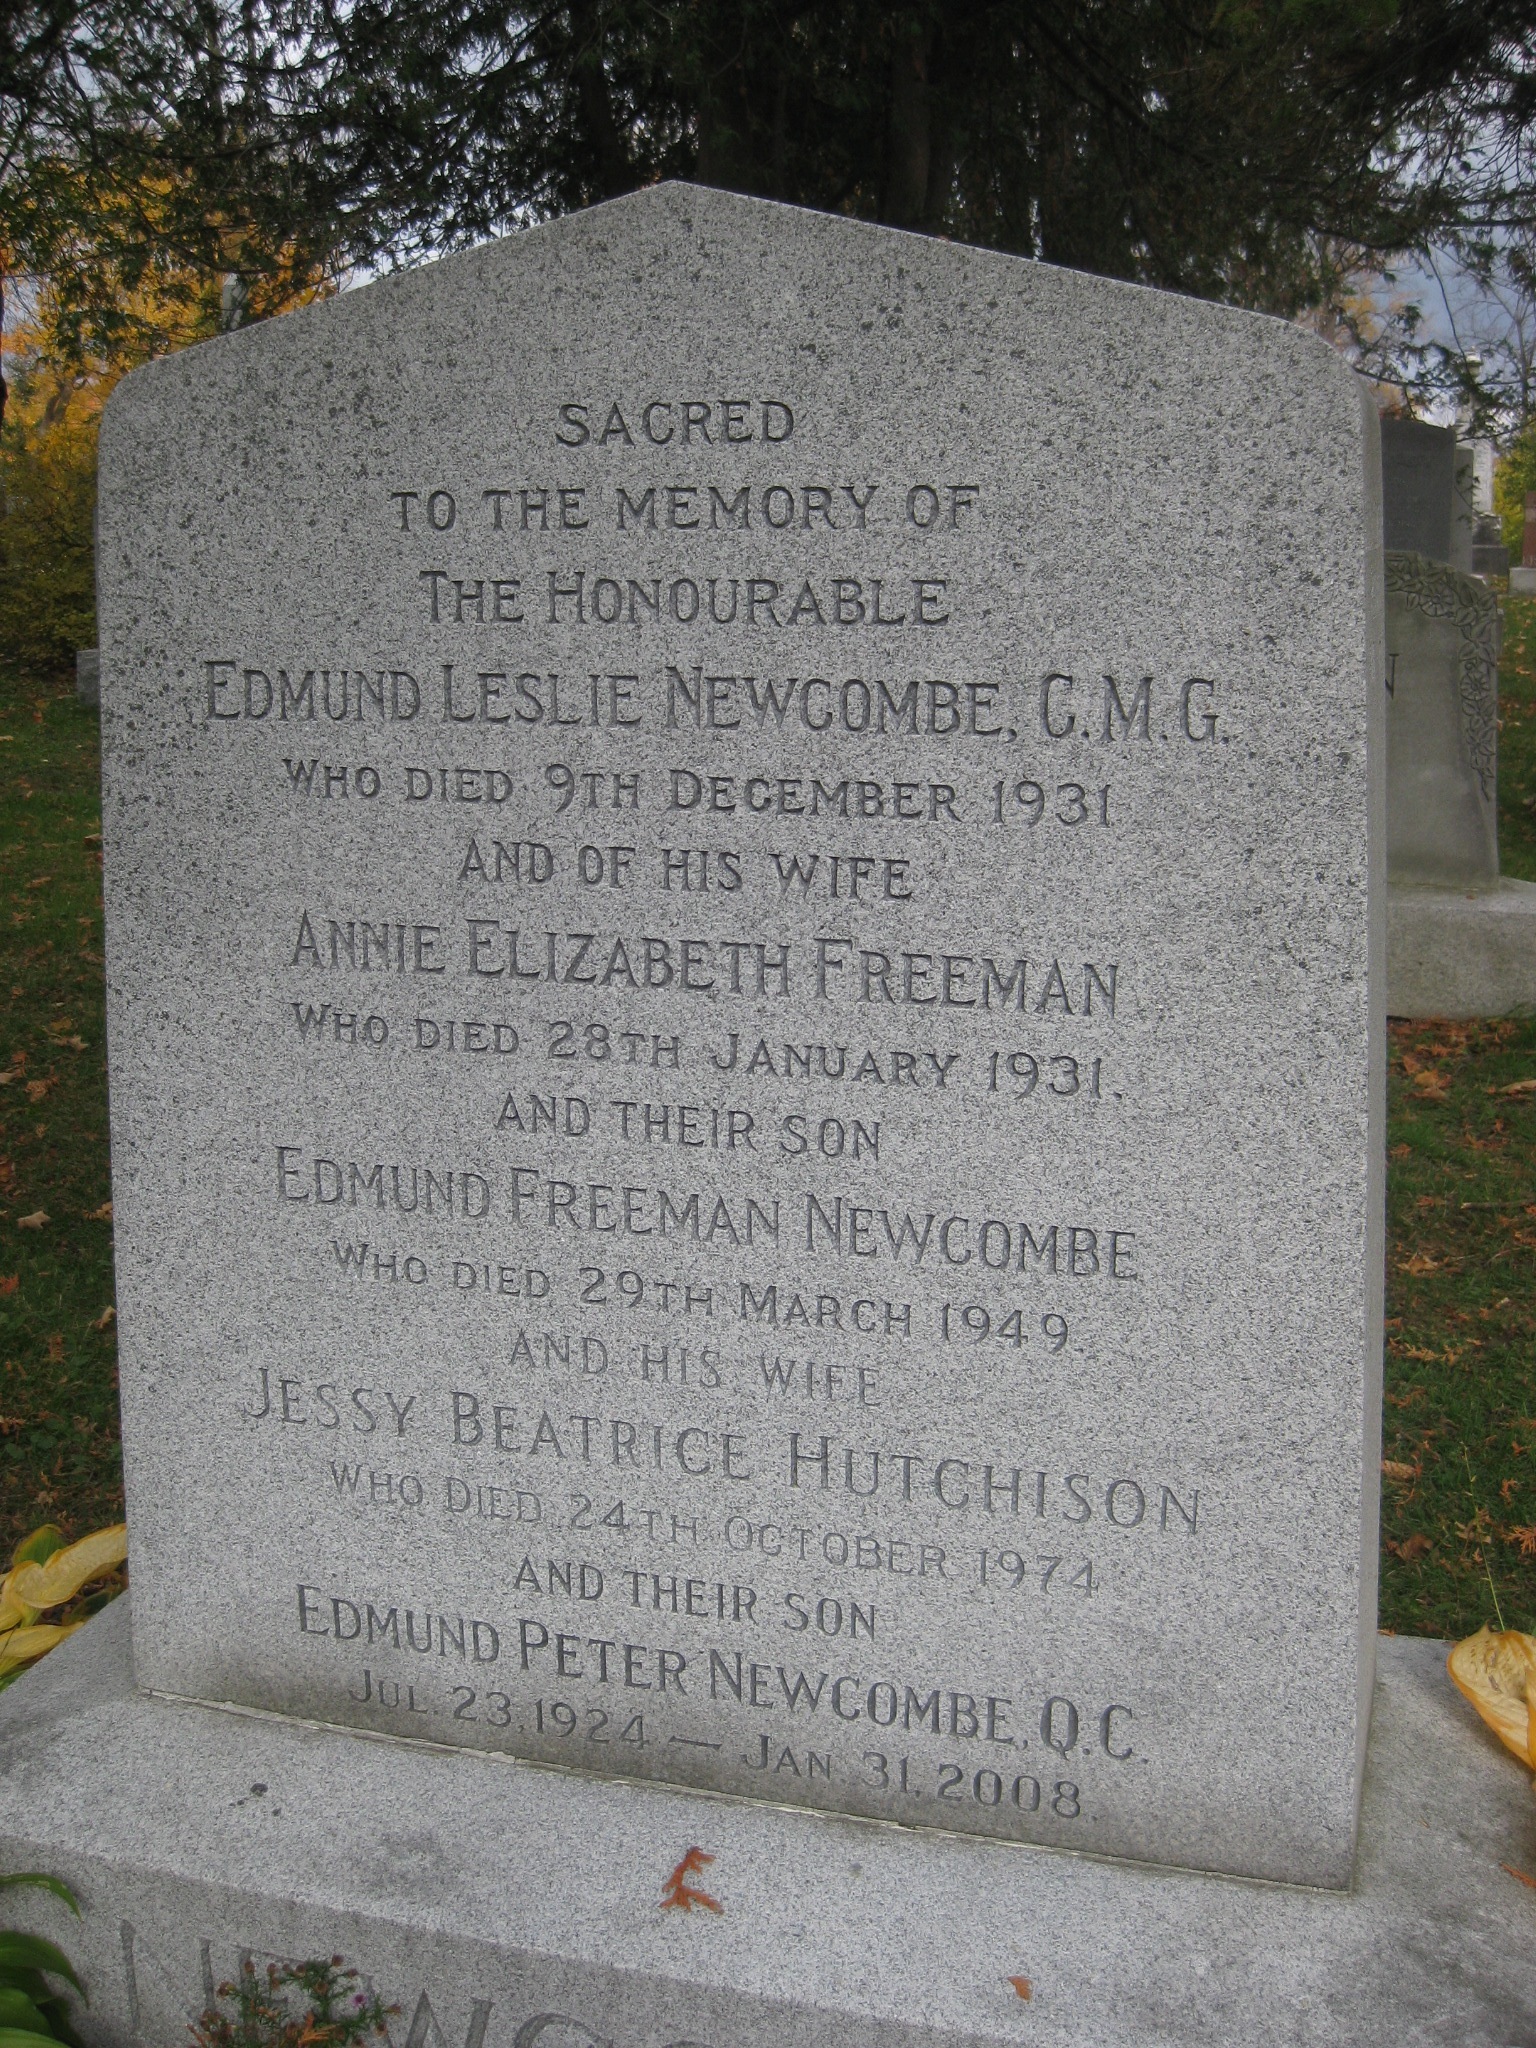 SACRED
TO THE MEMORY OF
THE HONOURABLE
EDMUND LESLIE NEWCOMBE, C.M.G.
WHO DIED 9TH DECEMBER 1931
AND OF HIS WIFE
ANNIE ELIZABETH FREEMAN
WHO DIED 28TH JANUARY 1931.
AND THEIR SON
EDMUND FREEMAN NEWCOMBE
WHO DIED 29TH MARCH 1949.
AND HIS WIFE
JESSY BEATRICE HUTCHISON
WHO DIED 24TH OCTOBER 1974
AND THEIR SON
EDMUND PETER NEWCOMBE, Q.C.
JUL. 23, 1924 — JAN. 31, 2008.